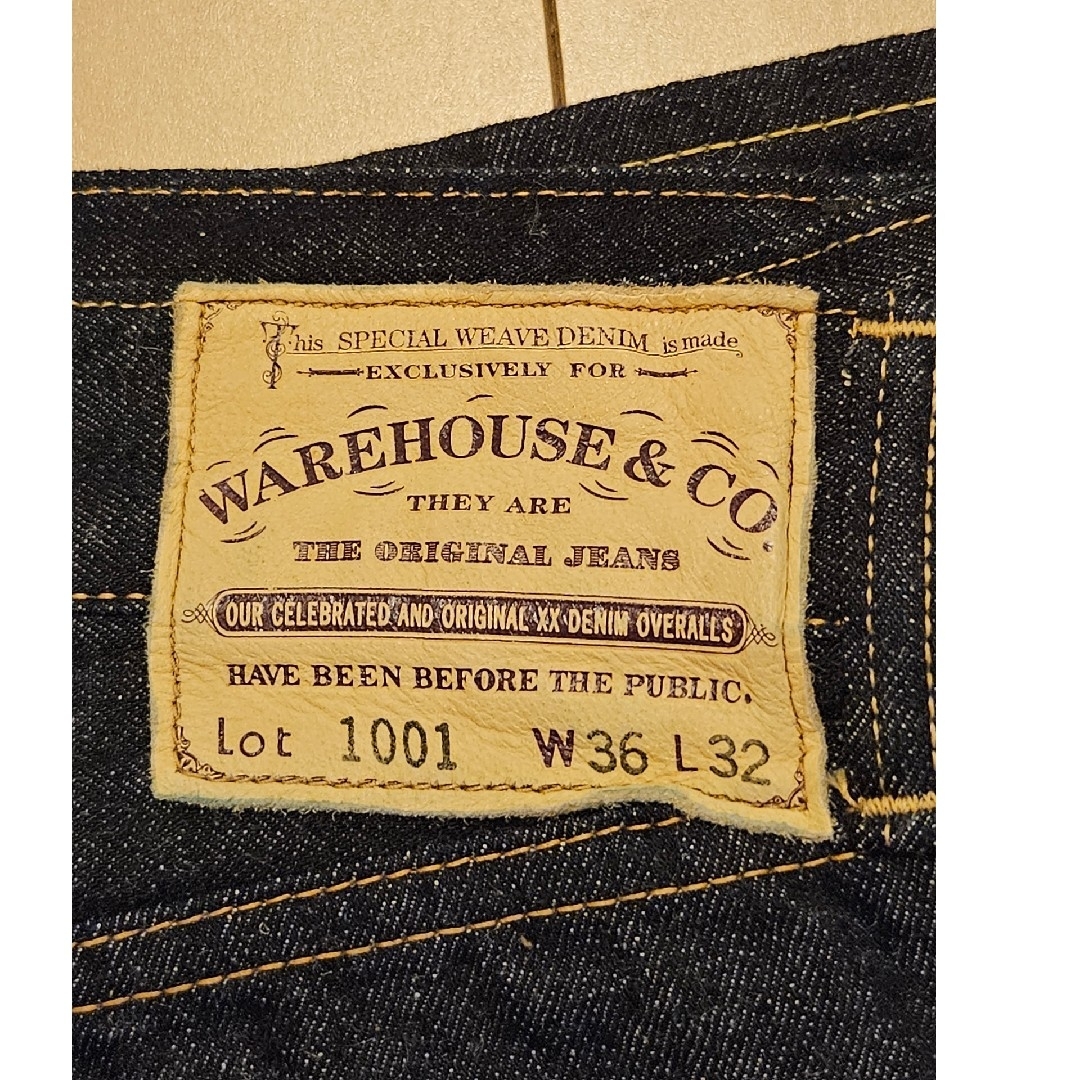 This SPECIAL WEAVE DENIM is made
EXCLUSIVELY FOR
WAREHOUSE & CO.
THEY ARE
THE ORIGINAL JEANS
OUR CELEBRATED AND ORIGINAL XX DENIM OVERALLS
HAVE BEEN BEFORE THE PUBLIC.
Lot 1001 W36 L32